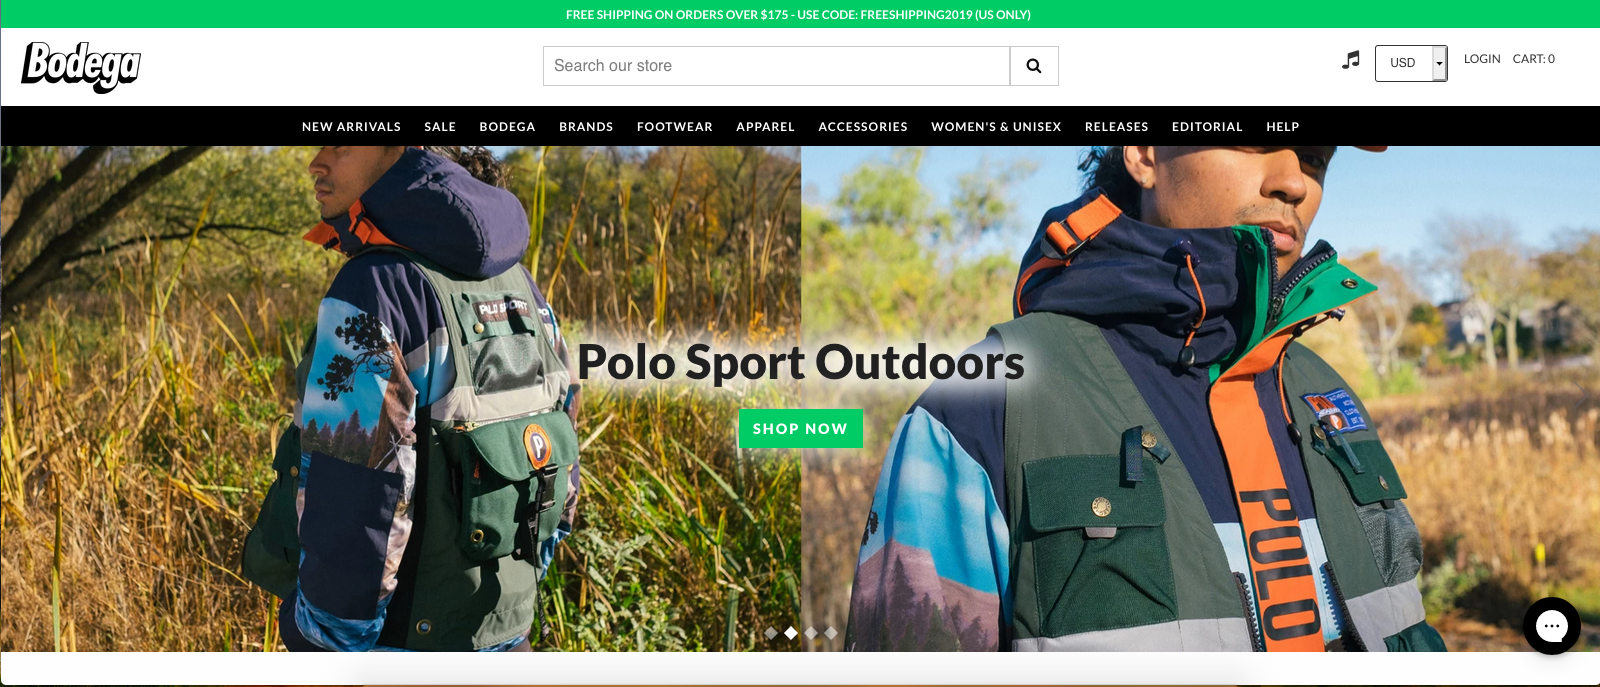 FREE SHIPPING ON ORDERS OVER $175 - USE CODE: FREESHIPPING2019 (US ONLY)
Bodega
Search our store
USD
LOGIN
CART: 0
NEW ARRIVALS
SALE
BODEGA
BRANDS
FOOTWEAR
APPAREL
ACCESSORIES
WOMEN'S & UNISEX
RELEASES
EDITORIAL
HELP
POLO SPORT
Polo Sport Outdoors
SHOP NOW
P
POLO